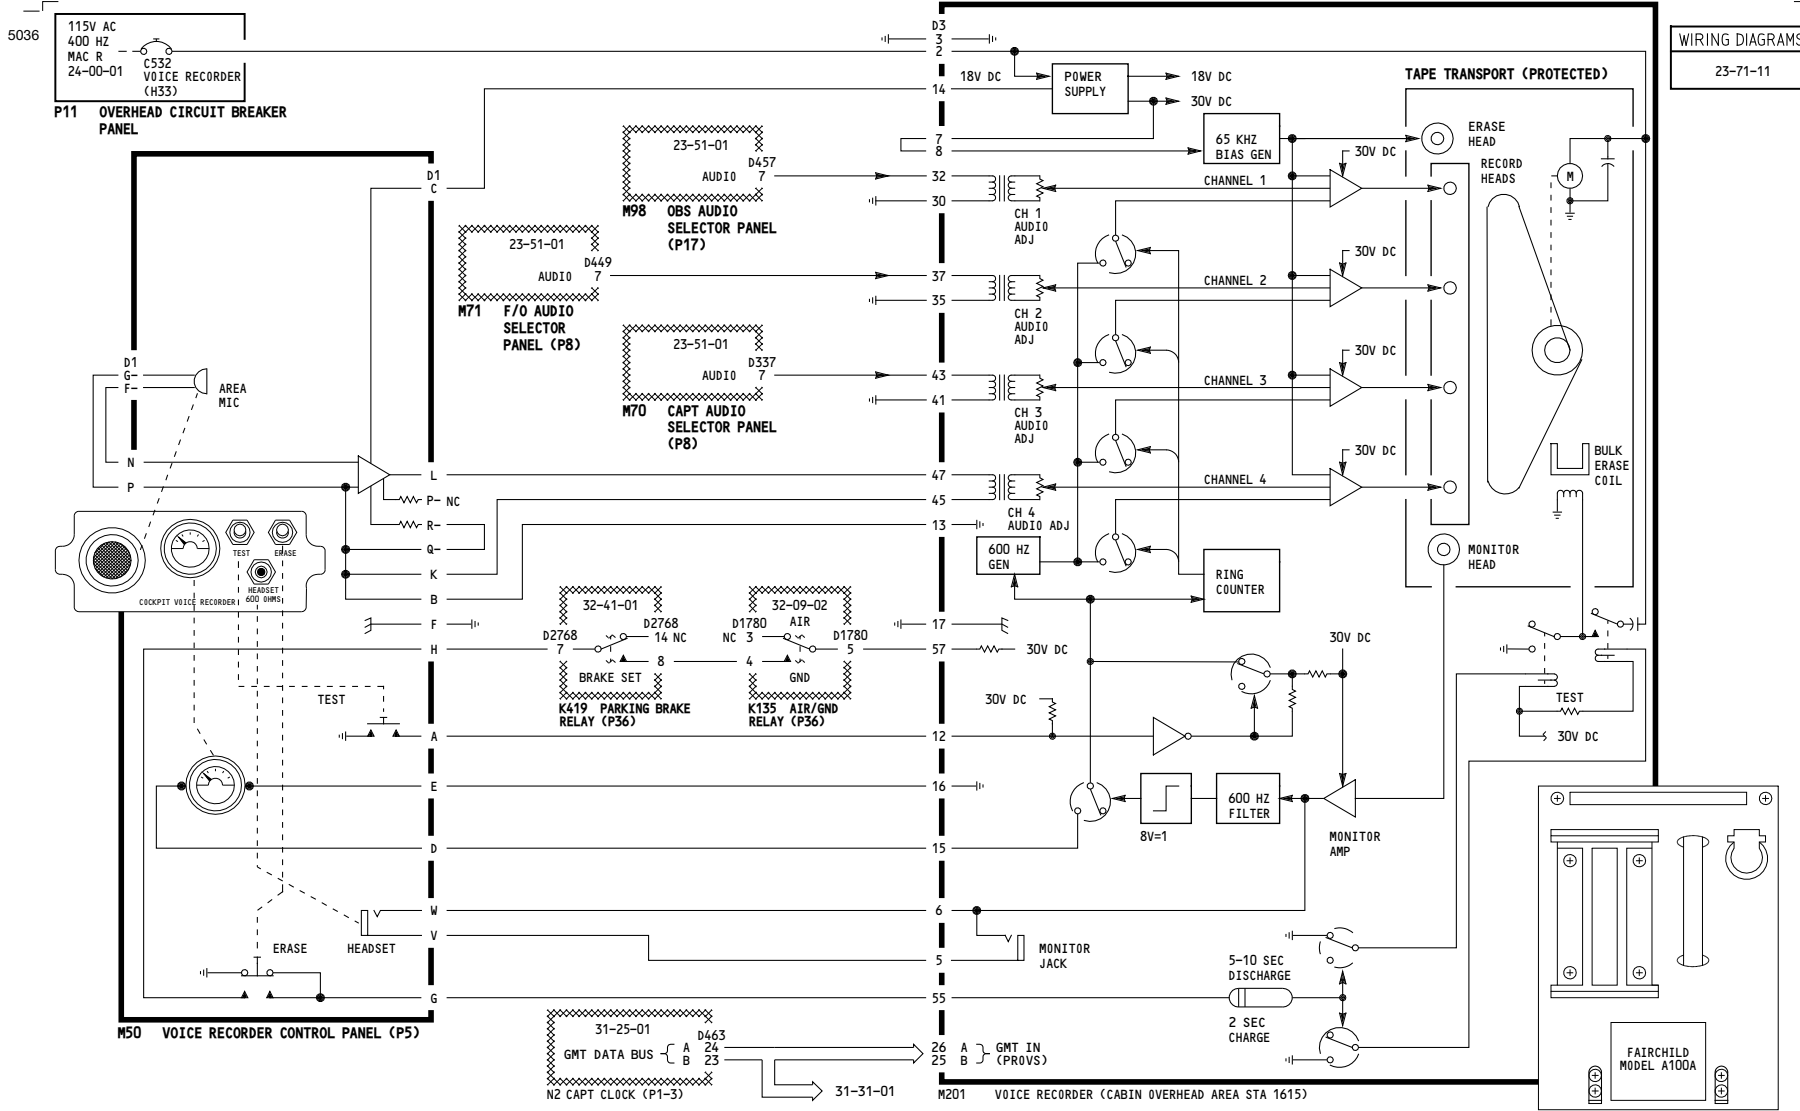 5036
115V AC
400 HZ
MAC R
24-00-01
C532
VOICE RECORDER
(H33)
P11 OVERHEAD CIRCUIT BREAKER
PANEL
WIRING DIAGRAMS
23-71-11
D3
3
2
18V DC
14
POWER
SUPPLY
18V DC
30V DC
TAPE TRANSPORT (PROTECTED)
7
8
65 KHZ
BIAS GEN
ERASE
HEAD
RECORD
HEADS
M
D1
C
23-51-01
D457
AUDIO 7
M98 OBS AUDIO
SELECTOR PANEL
(P17)
32
30
CH 1
AUDIO
ADJ
CHANNEL 1
30V DC
23-51-01
D449
AUDIO 7
M71 F/O AUDIO
SELECTOR
PANEL (P8)
37
35
CH 2
AUDIO
ADJ
CHANNEL 2
30V DC
23-51-01
D337
AUDIO 7
M70 CAPT AUDIO
SELECTOR PANEL
(P8)
43
41
CH 3
AUDIO
ADJ
CHANNEL 3
30V DC
D1
G-
F-
AREA
MIC
N
P
L
P- NC
R-
Q-
K
B
47
45
13
CH 4
AUDIO ADJ
CHANNEL 4
30V DC
BULK
ERASE
COIL
TEST
ERASE
HEADSET
600 OHMS
COCKPIT VOICE RECORDER
600 HZ
GEN
RING
COUNTER
MONITOR
HEAD
F
H
32-41-01
D2768
7
D2768
14 NC
8
BRAKE SET
K419 PARKING BRAKE
RELAY (P36)
32-09-02
D1780
NC 3
AIR
D1780
5
4
GND
K135 AIR/GND
RELAY (P36)
17
57
30V DC
30V DC
30V DC
TEST
30V DC
TEST
A
12
E
16
D
15
8V=1
600 HZ
FILTER
MONITOR
AMP
W
V
6
5
ERASE
HEADSET
MONITOR
JACK
G
55
5-10 SEC
DISCHARGE
2 SEC
CHARGE
M50 VOICE RECORDER CONTROL PANEL (P5)
31-25-01
D463
GMT DATA BUS
A 24
B 23
N2 CAPT CLOCK (P1-3)
31-31-01
26 A
25 B
GMT IN
(PROVS)
M201 VOICE RECORDER (CABIN OVERHEAD AREA STA 1615)
FAIRCHILD
MODEL A100A